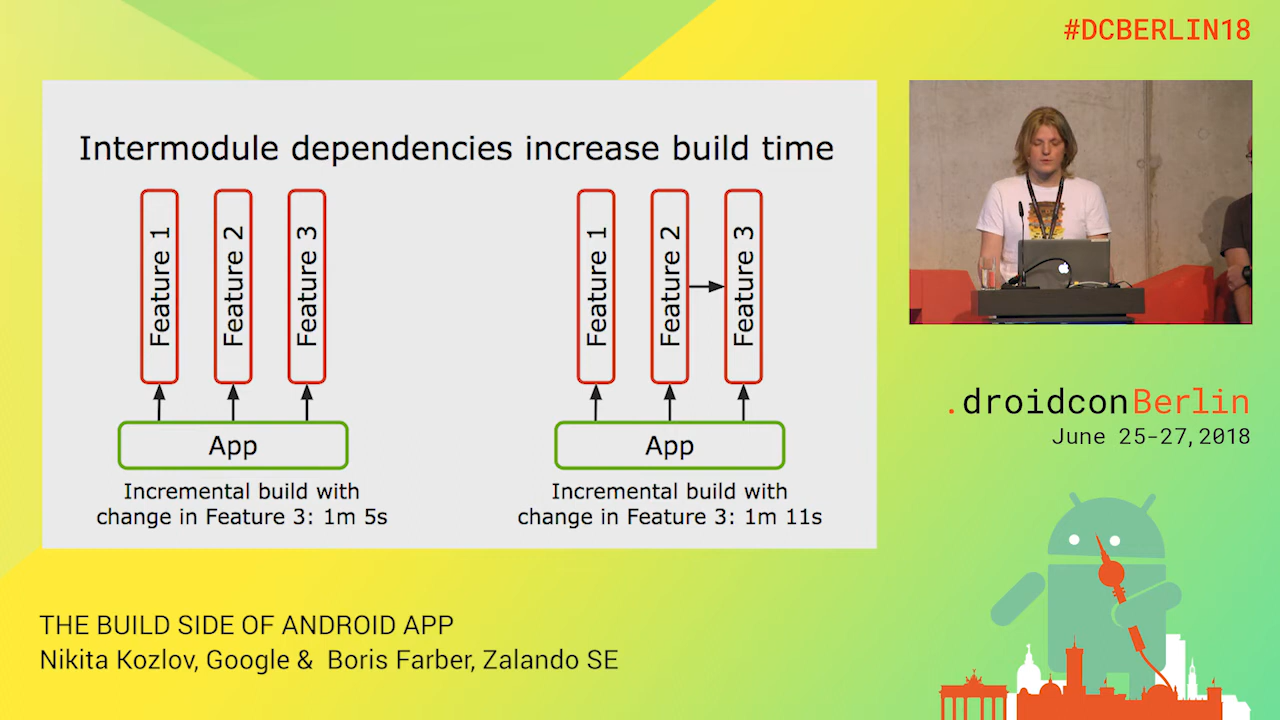 #DCBERLIN18
Intermodule dependencies increase build time
Feature 1
Feature 2
Feature 3
App
Incremental build with
change in Feature 3: 1m 5s
Feature 1
Feature 2
Feature 3
App
Incremental build with
change in Feature 3: 1m 11s
.droidconBerlin
June 25-27, 2018
THE BUILD SIDE OF ANDROID APP
Nikita Kozlov, Google & Boris Farber, Zalando SE